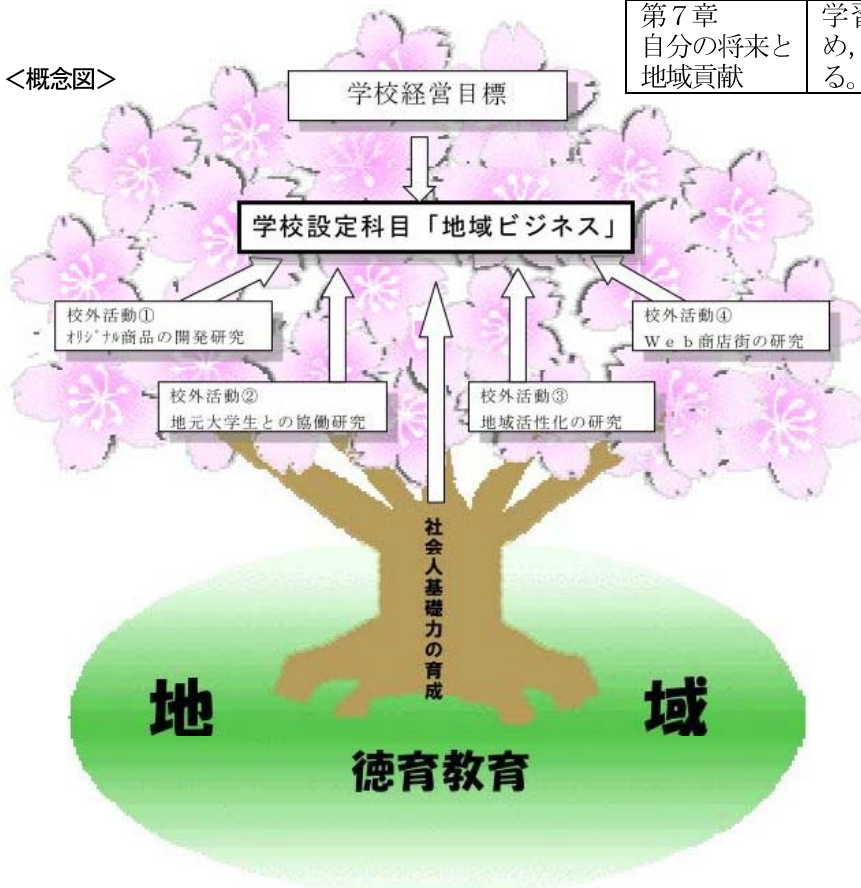 第７章
自分の将来と
地域貢献
学習
め，
る。
＜概念図＞
学校経営目標
学校設定科目「地域ビジネス」
校外活動①
ｵﾘｼﾞﾅﾙ商品の開発研究
校外活動④
Ｗｅｂ商店街の研究
校外活動②
地元大学生との協働研究
校外活動③
地域活性化の研究
社会人基礎力の育成
地域
徳育教育